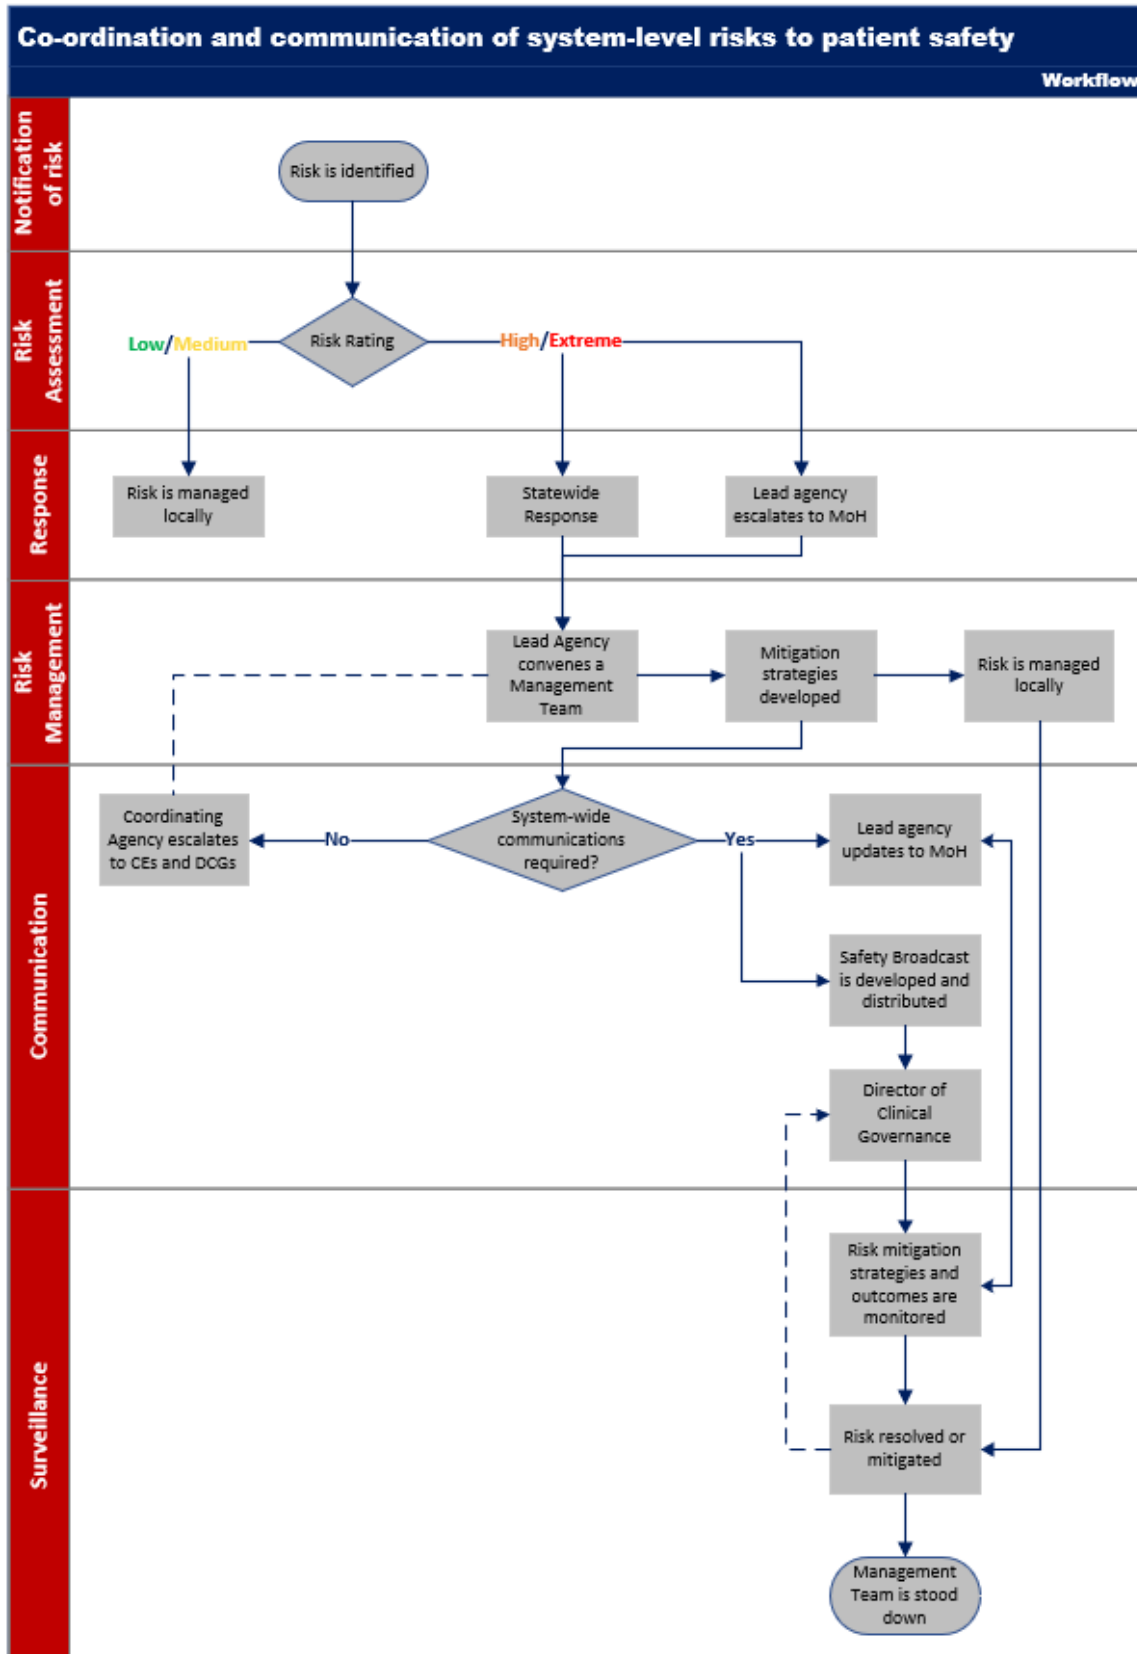 Co-ordination and communication of system-level risks to patient safety
Workflow
Notification
of risk
Risk is identified
Risk
Assessment
Risk Rating
Low/Medium
High/Extreme
Response
Risk is managed
locally
Statewide
Response
Lead agency
escalates to MoH
Risk
Management
Lead Agency
convenes a
Management
Team
Mitigation
strategies
developed
Risk is managed
locally
Communication
Coordinating
Agency escalates
to CEs and DCGs
No
System-wide
communications
required?
Yes
Lead agency
updates to MoH
Safety Broadcast
is developed and
distributed
Director of
Clinical
Governance
Surveillance
Risk mitigation
strategies and
outcomes are
monitored
Risk resolved or
mitigated
Management
Team is stood
down